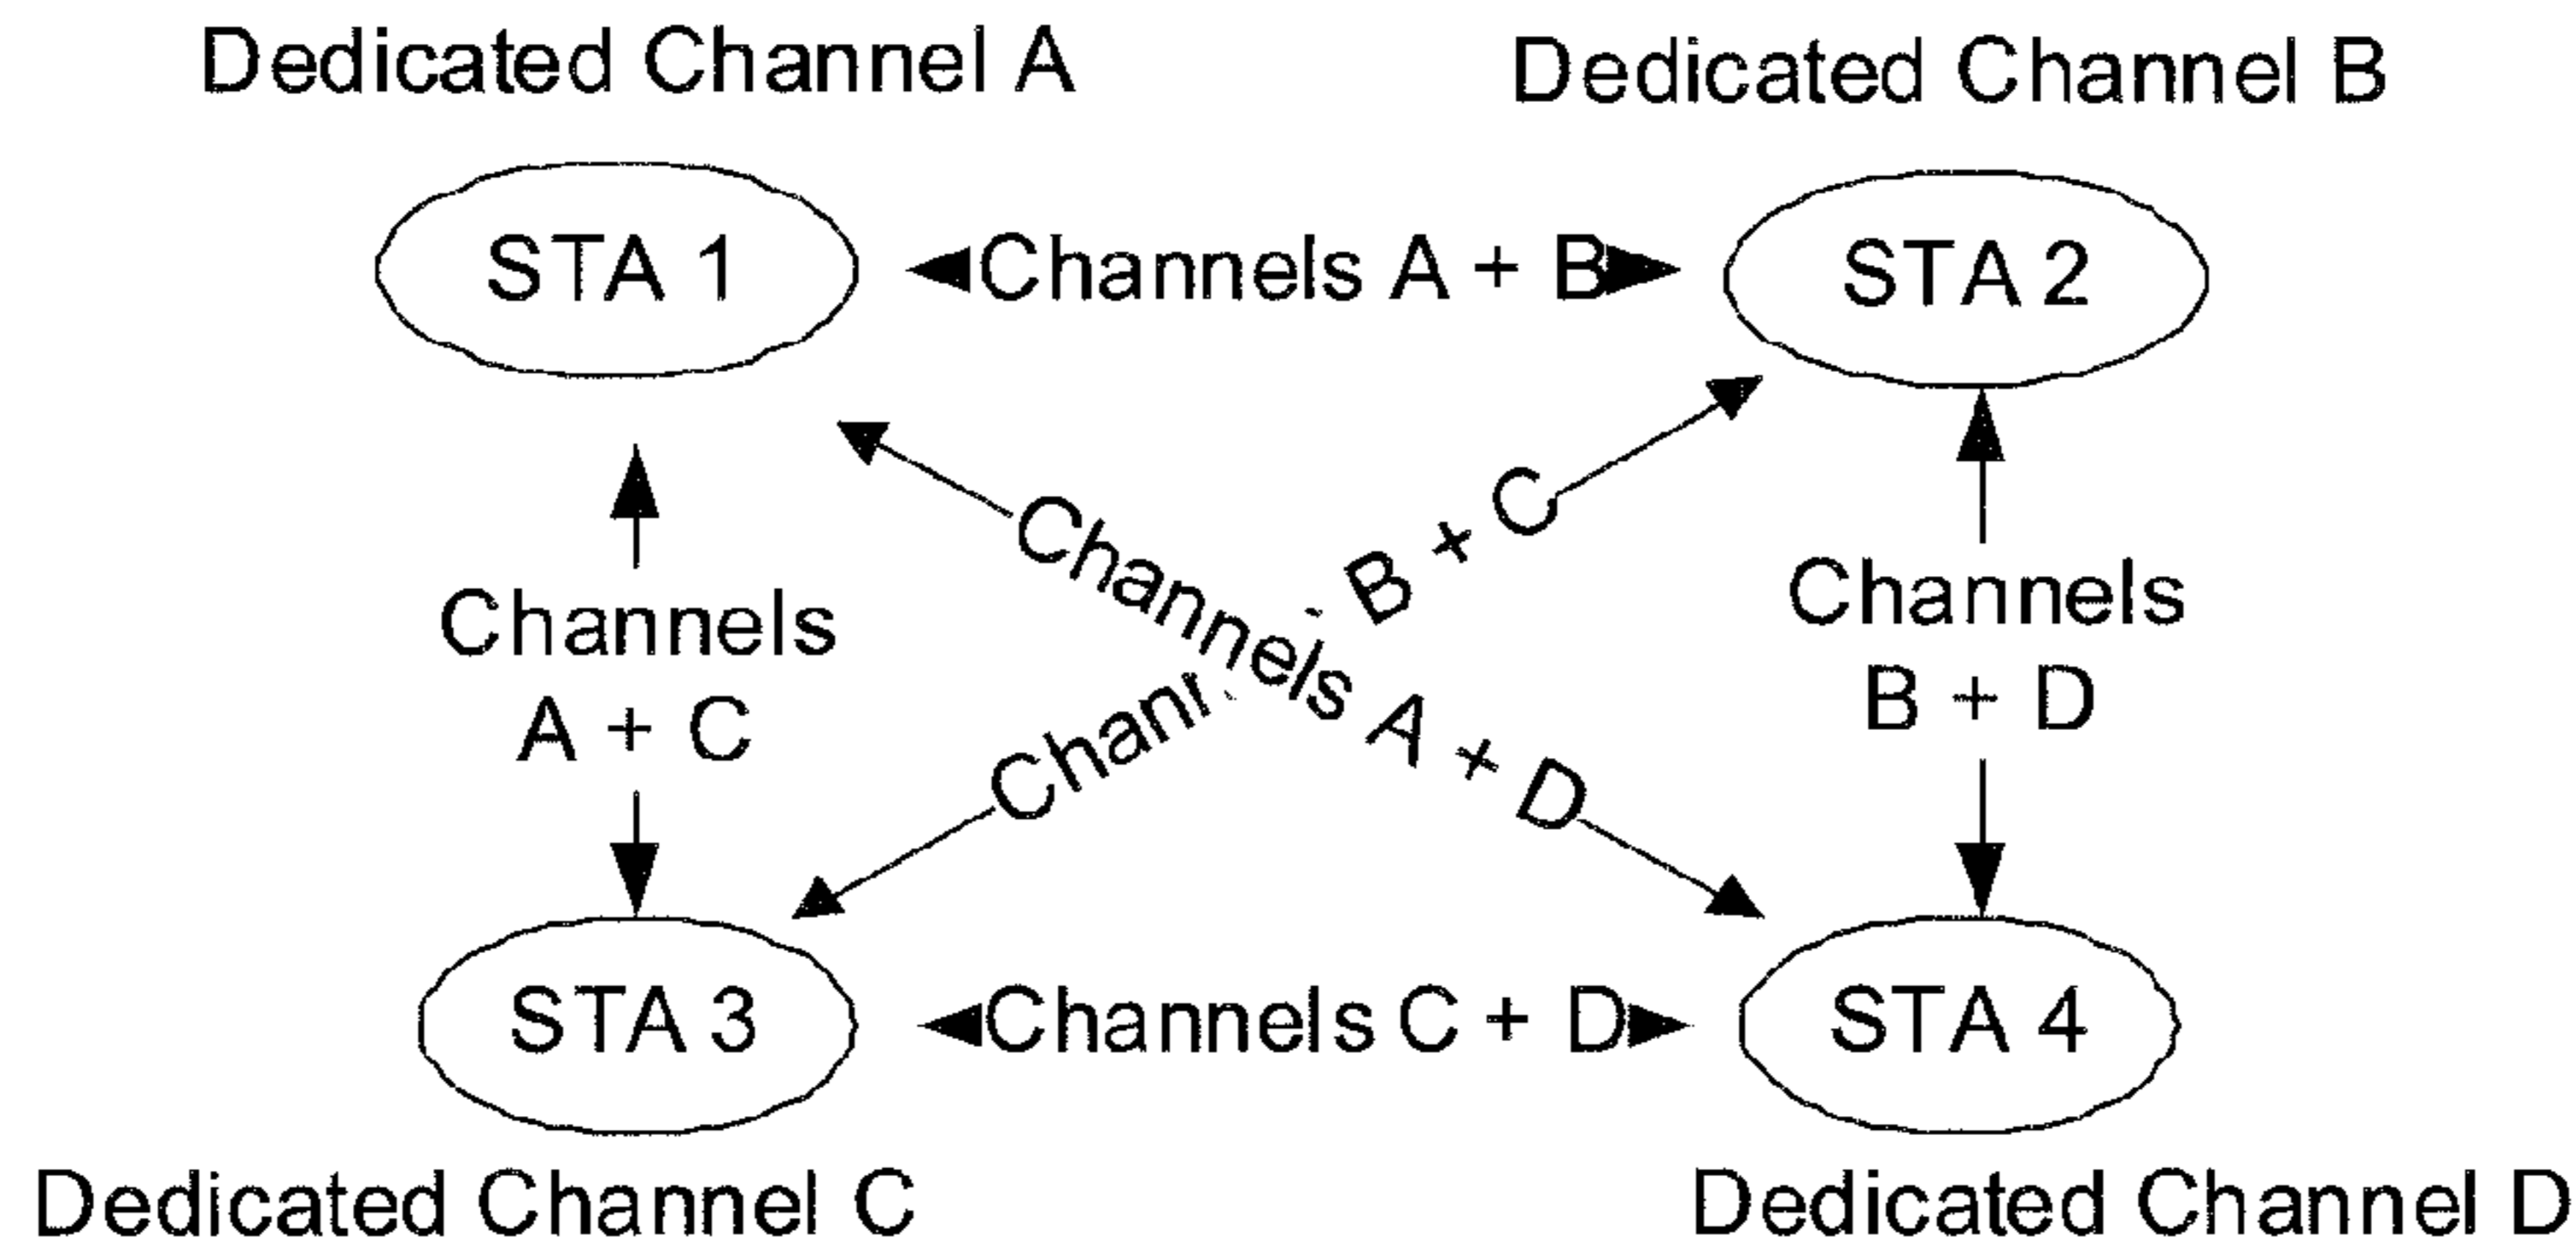 Dedicated Channel A
Dedicated Channel B
STA 1
Channels A + B
STA 2
Channels A + D
B + C
Channels
A + C
Channels
B + D
STA 3
Channels C + D
STA 4
Dedicated Channel C
Dedicated Channel D